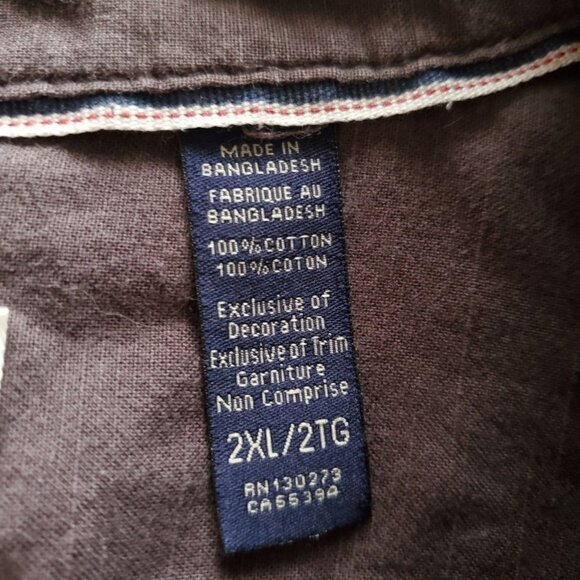 MADE IN
BANGLADESH
FABRIQUE AU
BANGLADESH
100% COTTON
100% COTON
Exclusive of
Decoration
Exclusive of Trim
Garniture
Non Comprise
2XL/2TG
RN130273
CA55394